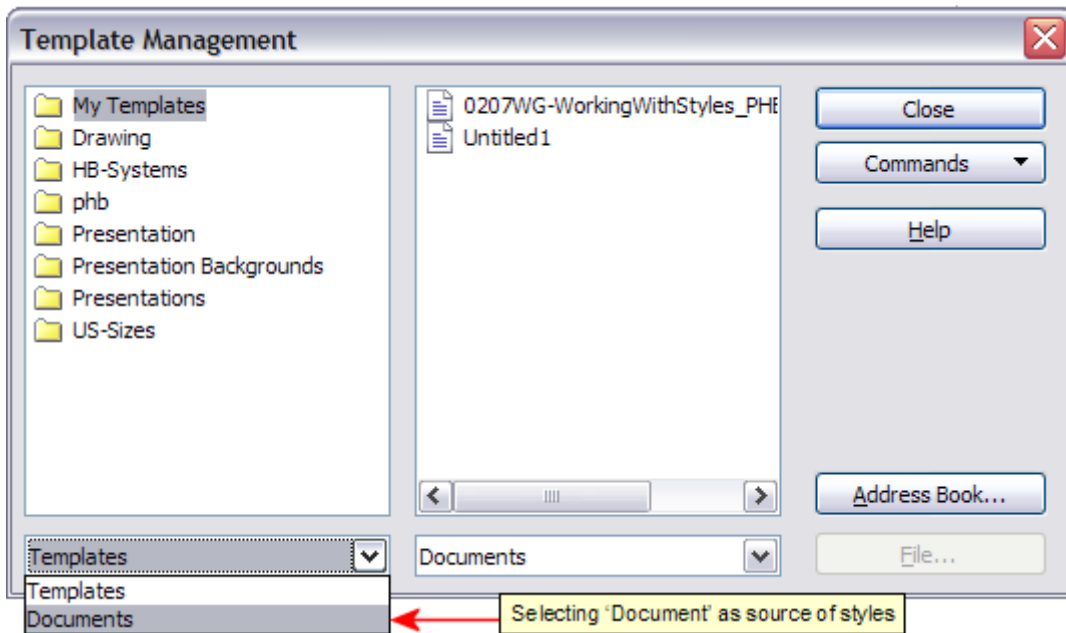 Template Management
My Templates
Drawing
HB-Systems
phb
Presentation
Presentation Backgrounds
Presentations
US-Sizes
0207WG-WorkingWithStyles_PHB
Untitled1
Close
Commands
Help
Address Book...
File...
Templates
Documents
Templates
Documents
Selecting ‘Document’ as source of styles